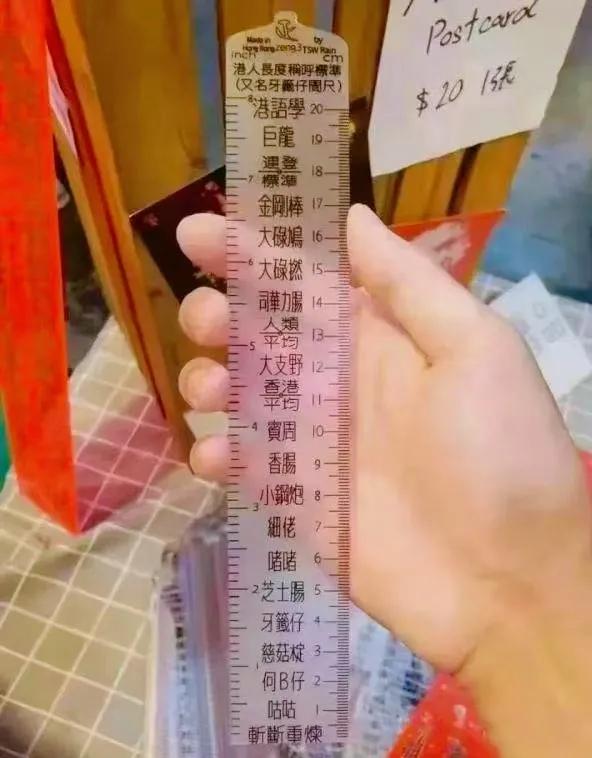 Postcard
$20 1張
Made in Hong Kong
by TSW Rain
inch
cm
港人長度稱呼標準
(又名牙籤仔間尺)
8 港語學 20
巨龍 19
連登標準 18
7
金剛棒 17
大碌鳩 16
6 大碌撚 15
司華力腸 14
人類平均 13
5
大支野 12
香港平均 11
4 賓周 10
香腸 9
小鋼炮 8
3
細佬 7
啫啫 6
2 芝士腸 5
牙籤仔 4
慈菇椗 3
1
何B仔 2
咕咕 1
斬斷重煉